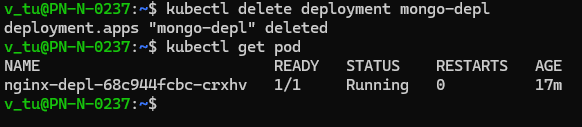 v_tu@PN-N-0237:~$ kubectl delete deployment mongo-depl
deployment.apps "mongo-depl" deleted
v_tu@PN-N-0237:~$ kubectl get pod
NAME                          READY   STATUS    RESTARTS   AGE
nginx-depl-68c944fcbc-crxhv   1/1     Running   0          17m
v_tu@PN-N-0237:~$